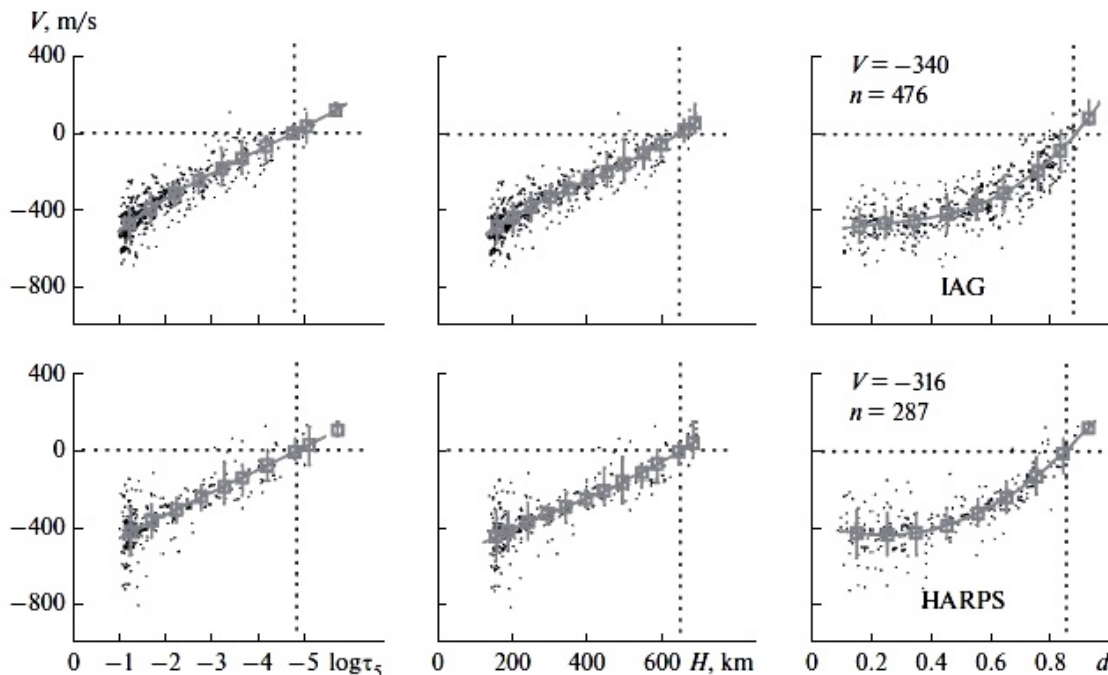 V, m/s
400
0
−400
−800
V = −340
n = 476
IAG
400
0
−400
−800
V = −316
n = 287
HARPS
0 −1 −2 −3 −4 −5 logτ₅
0 200 400 600 H, km
0 0.2 0.4 0.6 0.8 d